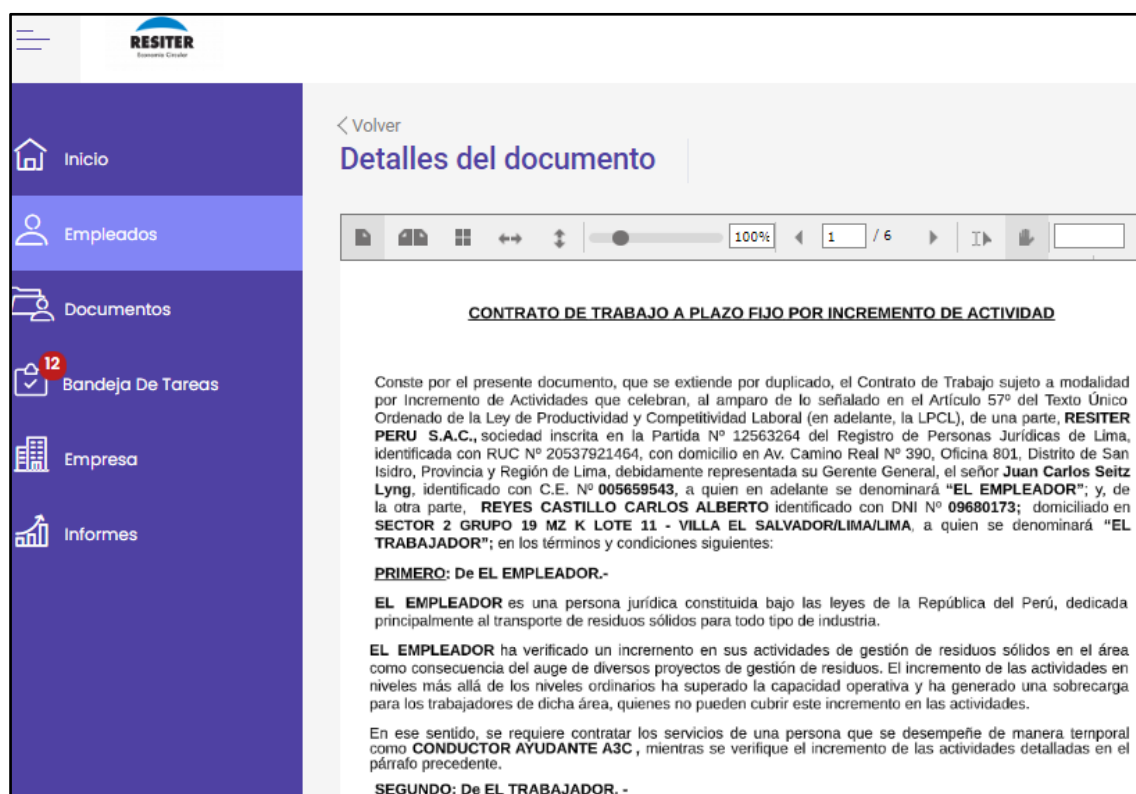 RESITER
Economía Circular
Inicio
Empleados
Documentos
12
Bandeja De Tareas
Empresa
Informes
Volver
Detalles del documento
100%
1
/ 6
CONTRATO DE TRABAJO A PLAZO FIJO POR INCREMENTO DE ACTIVIDAD
Conste por el presente documento, que se extiende por duplicado, el Contrato de Trabajo sujeto a modalidad
por Incremento de Actividades que celebran, al amparo de lo señalado en el Artículo 57º del Texto Único
Ordenado de la Ley de Productividad y Competitividad Laboral (en adelante, la LPCL), de una parte, RESITER
PERU S.A.C., sociedad inscrita en la Partida Nº 12563264 del Registro de Personas Jurídicas de Lima,
identificada con RUC Nº 20537921464, con domicilio en Av. Camino Real Nº 390, Oficina 801, Distrito de San
Isidro, Provincia y Región de Lima, debidamente representada su Gerente General, el señor Juan Carlos Seitz
Lyng, identificado con C.E. Nº 005659543, a quien en adelante se denominará “EL EMPLEADOR”; y, de
la otra parte, REYES CASTILLO CARLOS ALBERTO identificado con DNI Nº 09680173; domiciliado en
SECTOR 2 GRUPO 19 MZ K LOTE 11 - VILLA EL SALVADOR/LIMA/LIMA, a quien se denominará “EL
TRABAJADOR”; en los términos y condiciones siguientes:
PRIMERO: De EL EMPLEADOR.-
EL EMPLEADOR es una persona jurídica constituida bajo las leyes de la República del Perú, dedicada
principalmente al transporte de residuos sólidos para todo tipo de industria.
EL EMPLEADOR ha verificado un incremento en sus actividades de gestión de residuos sólidos en el área
como consecuencia del auge de diversos proyectos de gestión de residuos. El incremento de las actividades en
niveles más allá de los niveles ordinarios ha superado la capacidad operativa y ha generado una sobrecarga
para los trabajadores de dicha área, quienes no pueden cubrir este incremento en las actividades.
En ese sentido, se requiere contratar los servicios de una persona que se desempeñe de manera temporal
como CONDUCTOR AYUDANTE A3C , mientras se verifique el incremento de las actividades detalladas en el
párrafo precedente.
SEGUNDO: De EL TRABAJADOR. -